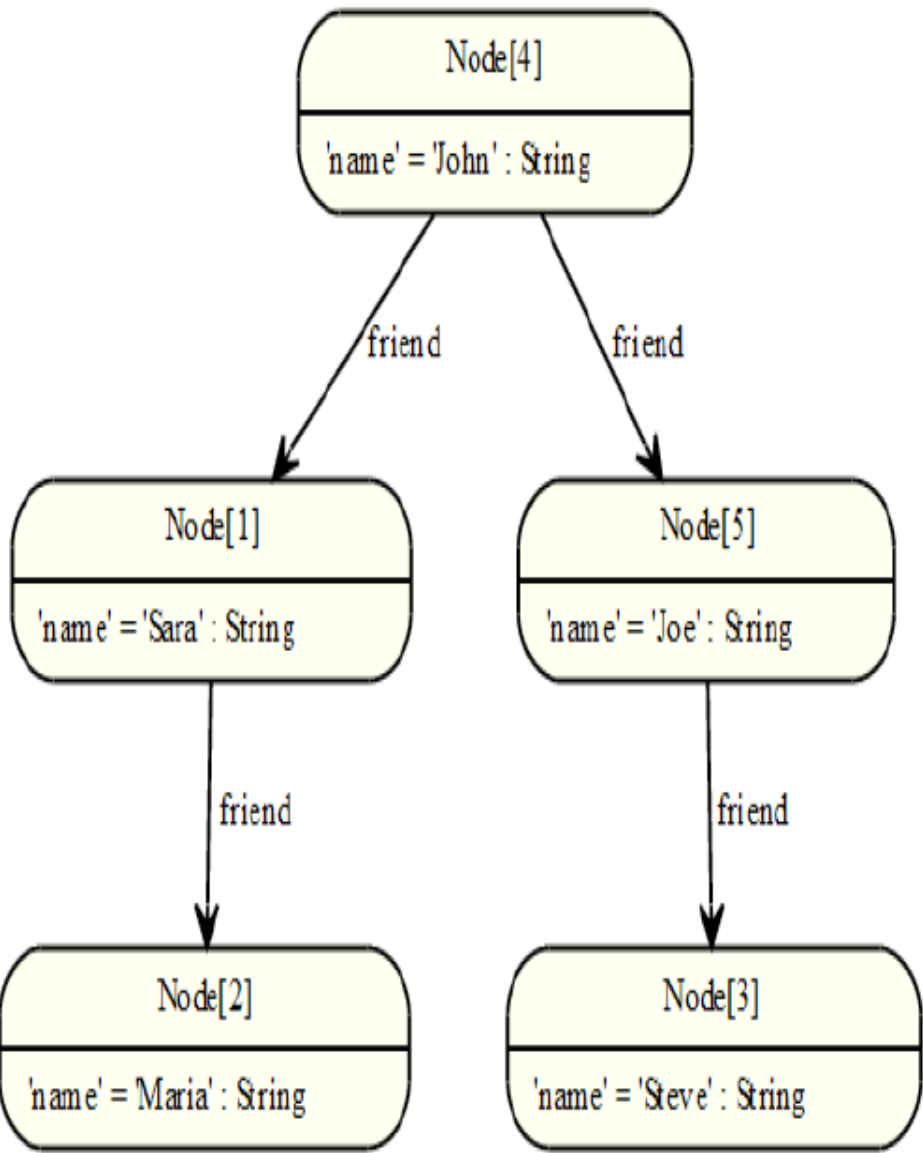 Node[4]
'name' = 'John' : String
friend
friend
Node[1]
'name' = 'Sara' : String
Node[5]
'name' = 'Joe' : String
friend
friend
Node[2]
'name' = 'Maria' : String
Node[3]
'name' = 'Steve' : String